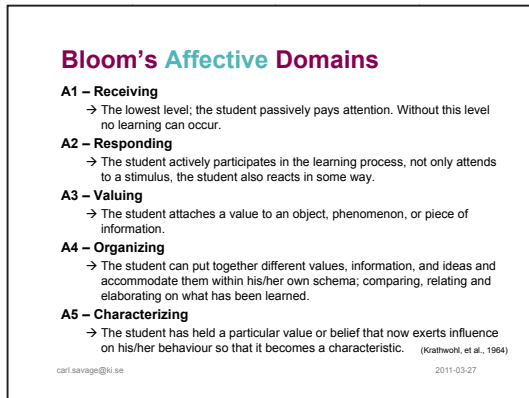 Bloom's Affective Domains
A1 – Receiving
→ The lowest level; the student passively pays attention. Without this level
no learning can occur.
A2 – Responding
→ The student actively participates in the learning process, not only attends
to a stimulus, the student also reacts in some way.
A3 – Valuing
→ The student attaches a value to an object, phenomenon, or piece of
information.
A4 – Organizing
→ The student can put together different values, information, and ideas and
accommodate them within his/her own schema; comparing, relating and
elaborating on what has been learned.
A5 – Characterizing
→ The student has held a particular value or belief that now exerts influence
on his/her behaviour so that it becomes a characteristic. (Krathwohl, et al., 1964)
carl.savage@ki.se 2011-03-27